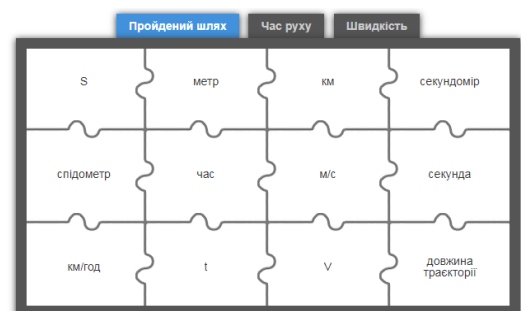 Пройдений шлях Час руху Швидкість
S метр км секундомір
спідометр час м/с секунда
км/год t V довжина
траєкторії